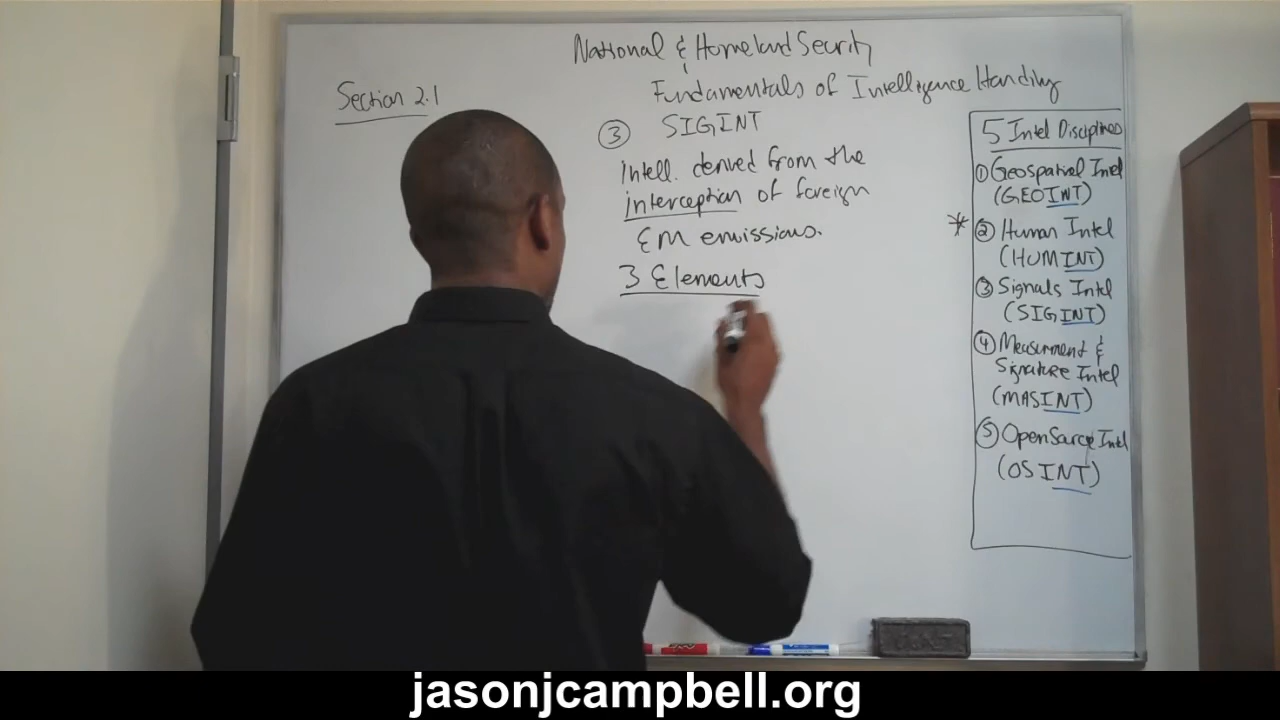 National & Homeland Security
Fundamentals of Intelligence Handling
Section 2.1
③ SIGINT
Intell. derived from the
interception of foreign
EM emissions.
3 Elements
5 Intel Disciplines
① Geospatial Intel
(GEOINT)
* ② Human Intel
(HUMINT)
③ Signals Intel
(SIGINT)
④ Measurment &
Signature Intel
(MASINT)
⑤ Open Sarce Intel
(OSINT)
jasonjcampbell.org